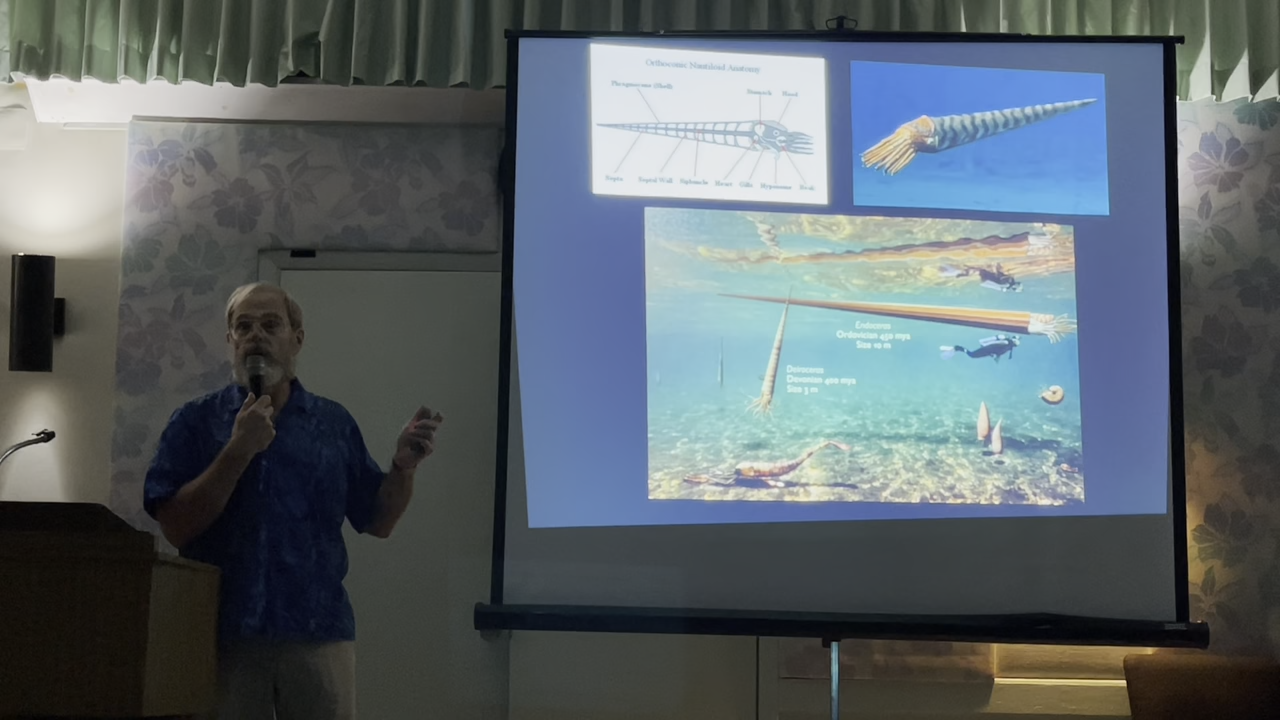 Orthoconic Nautiloid Anatomy
Phragmocone (Shell)
Stomach Head
Septa Septal Wall Siphuncle Heart Gills Hyponome Beak
Endoceras
Ordovician 450 mya
Size 10 m
Devonian 400 mya
Size 3 m